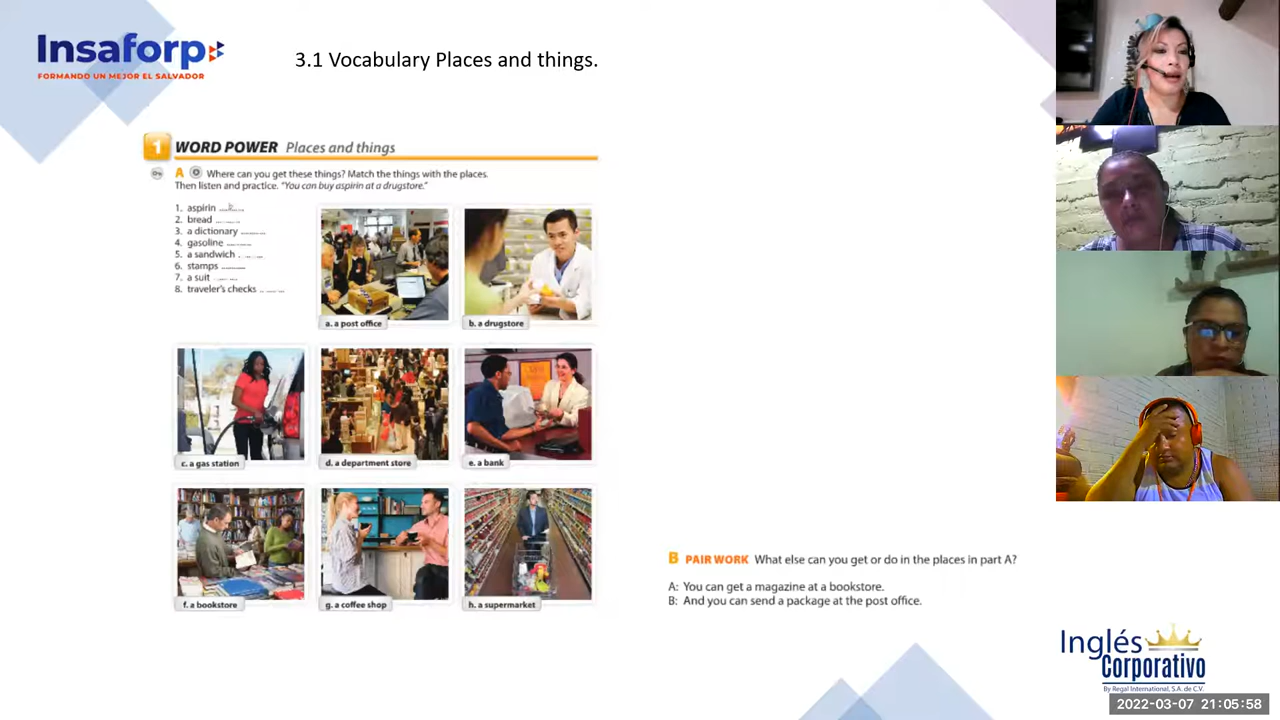 Insaforp
FORMANDO UN MEJOR EL SALVADOR
3.1 Vocabulary Places and things.
1 WORD POWER Places and things
A Where can you get these things? Match the things with the places.
Then listen and practice. "You can buy aspirin at a drugstore."
1. aspirin
2. bread
3. a dictionary
4. gasoline
5. a sandwich
6. stamps
7. a suit
8. traveler's checks
a. a post office
b. a drugstore
c. a gas station
d. a department store
e. a bank
f. a bookstore
g. a coffee shop
h. a supermarket
B PAIR WORK What else can you get or do in the places in part A?
A: You can get a magazine at a bookstore.
B: And you can send a package at the post office.
Inglés
Corporativo
By Regal International, S.A. de C.V.
2022-03-07 21:05:58